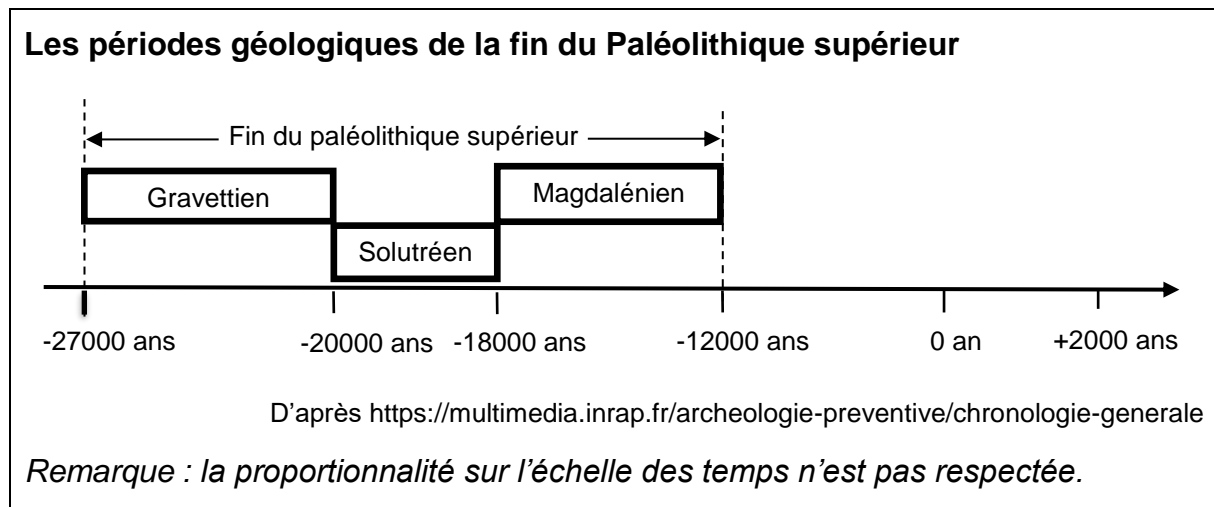 Les périodes géologiques de la fin du Paléolithique supérieur
Fin du paléolithique supérieur
Gravettien
Magdalénien
Solutréen
-27000 ans
-20000 ans
-18000 ans
-12000 ans
0 an
+2000 ans
D'après https://multimedia.inrap.fr/archeologie-preventive/chronologie-generale
Remarque : la proportionnalité sur l'échelle des temps n'est pas respectée.